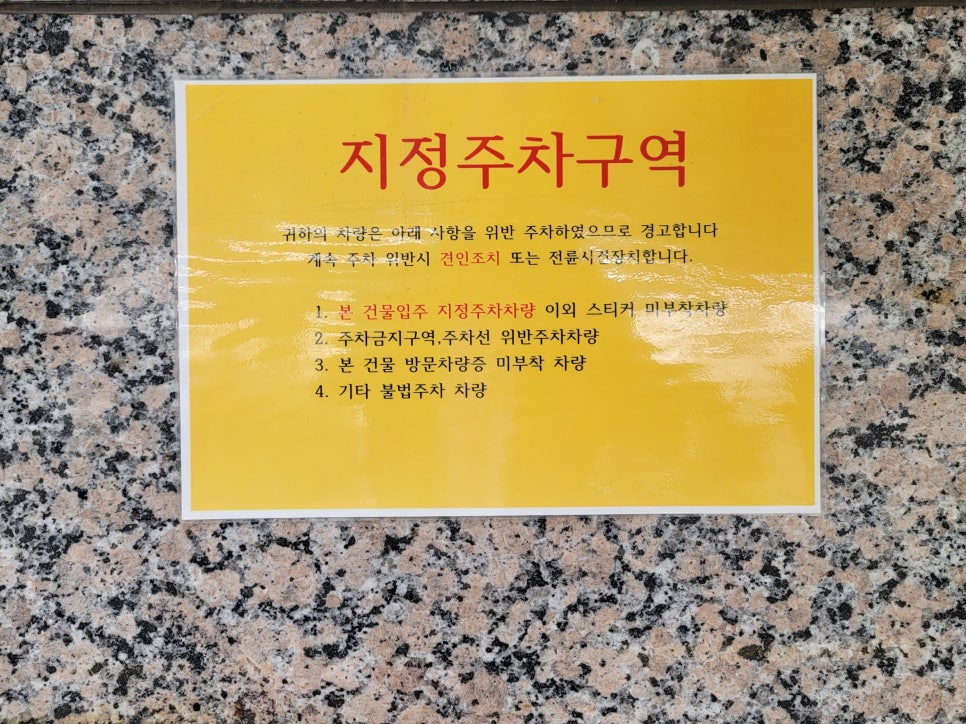 지정주차구역
귀하의 차량은 아래 사항을 위반 주차하였으므로 경고합니다
계속 주차 위반시 견인조치 또는 전륜시건장치합니다.
1. 본 건물입주 지정주차차량 이외 스티커 미부착차량
2. 주차금지구역,주차선 위반주차차량
3. 본 건물 방문차량증 미부착 차량
4. 기타 불법주차 차량